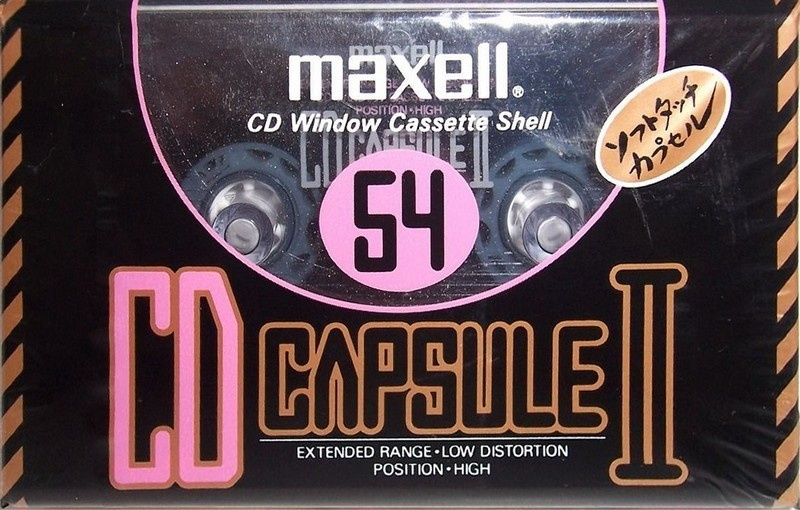 maxell®
CD Window Cassette Shell
ソフトタッチ
カプセル
POSITION・HIGH
CD CAPSULE II
54
CD CAPSULE II
EXTENDED RANGE・LOW DISTORTION
POSITION・HIGH